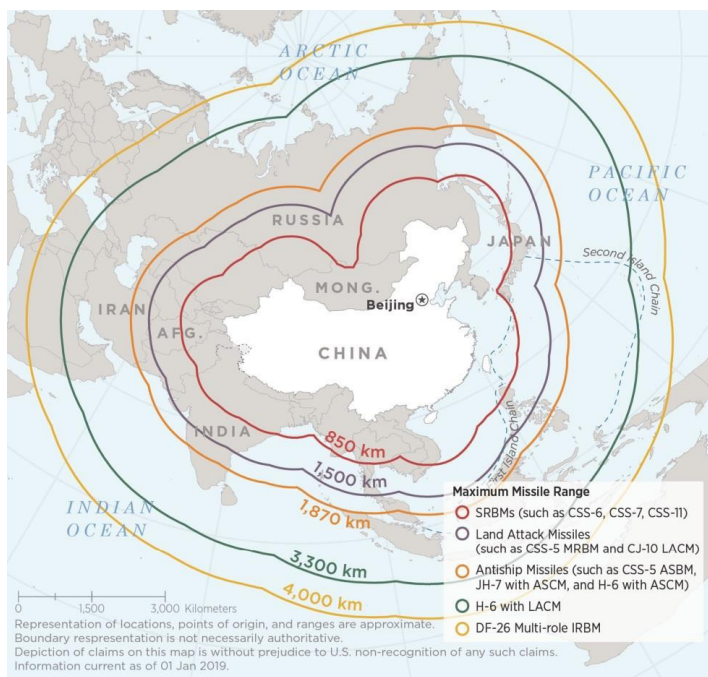 ARCTIC
OCEAN
PACIFIC
OCEAN
RUSSIA
JAPAN
Second Island Chain
MONG.
IRAN
Beijing
AFG.
CHINA
INDIA
First Island Chain
850 km
1,500 km
1,870 km
INDIAN
OCEAN
3,300 km
4,000 km
Maximum Missile Range
SRBMs (such as CSS-6, CSS-7, CSS-11)
Land Attack Missiles
(such as CSS-5 MRBM and CJ-10 LACM)
Antiship Missiles (such as CSS-5 ASBM,
JH-7 with ASCM, and H-6 with ASCM)
H-6 with LACM
DF-26 Multi-role IRBM
0 1,500 3,000 Kilometers
Representation of locations, points of origin, and ranges are approximate.
Boundary respresentation is not necessarily authoritative.
Depiction of claims on this map is without prejudice to U.S. non-recognition of any such claims.
Information current as of 01 Jan 2019.